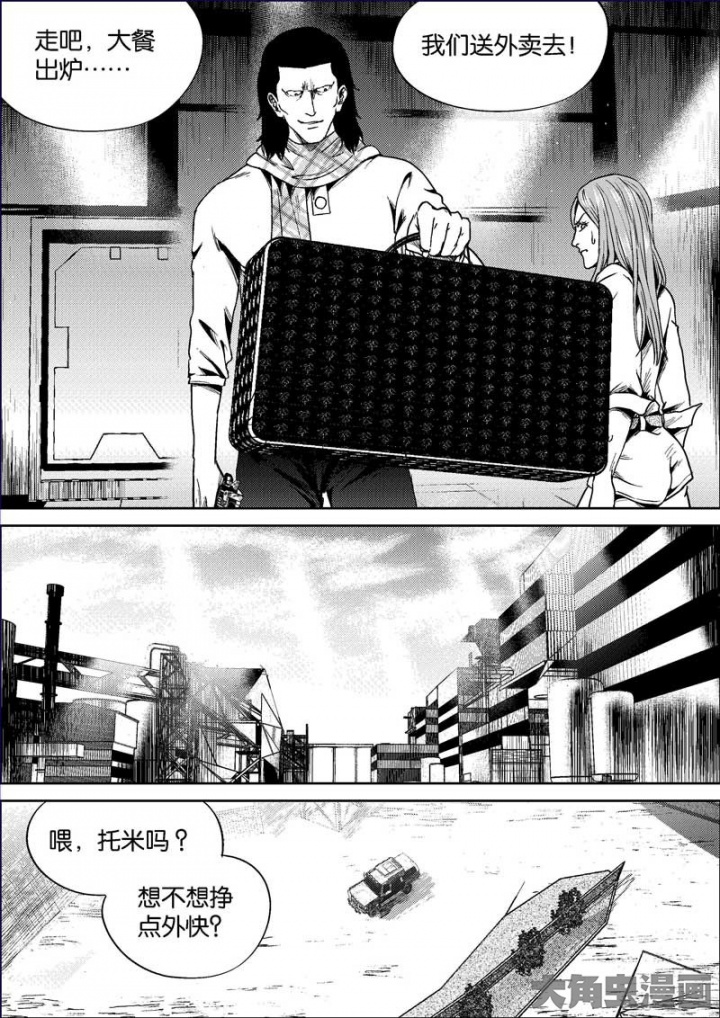 走吧，大餐
出炉……
我们送外卖去！
喂，托米吗？
想不想挣
点外快？
大角虫漫画